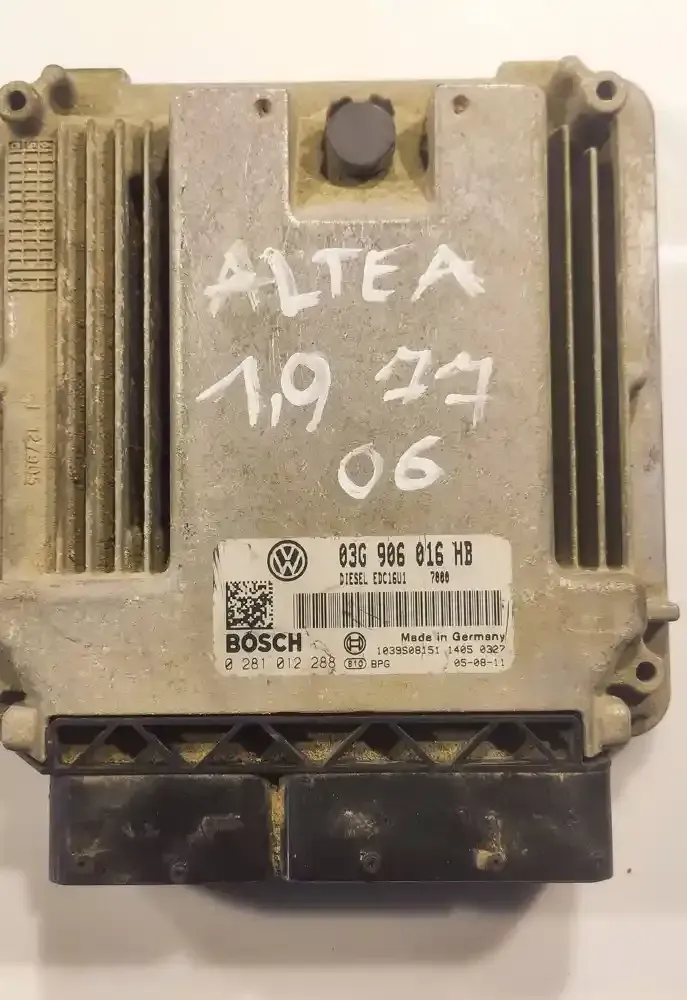 ALTEA
1,9 77
06
03G 906 016 HB
DIESEL EDC16U1 7000
BOSCH
Made in Germany
1039S08151 1405 0327
0 281 012 288 BPG 05-08-11